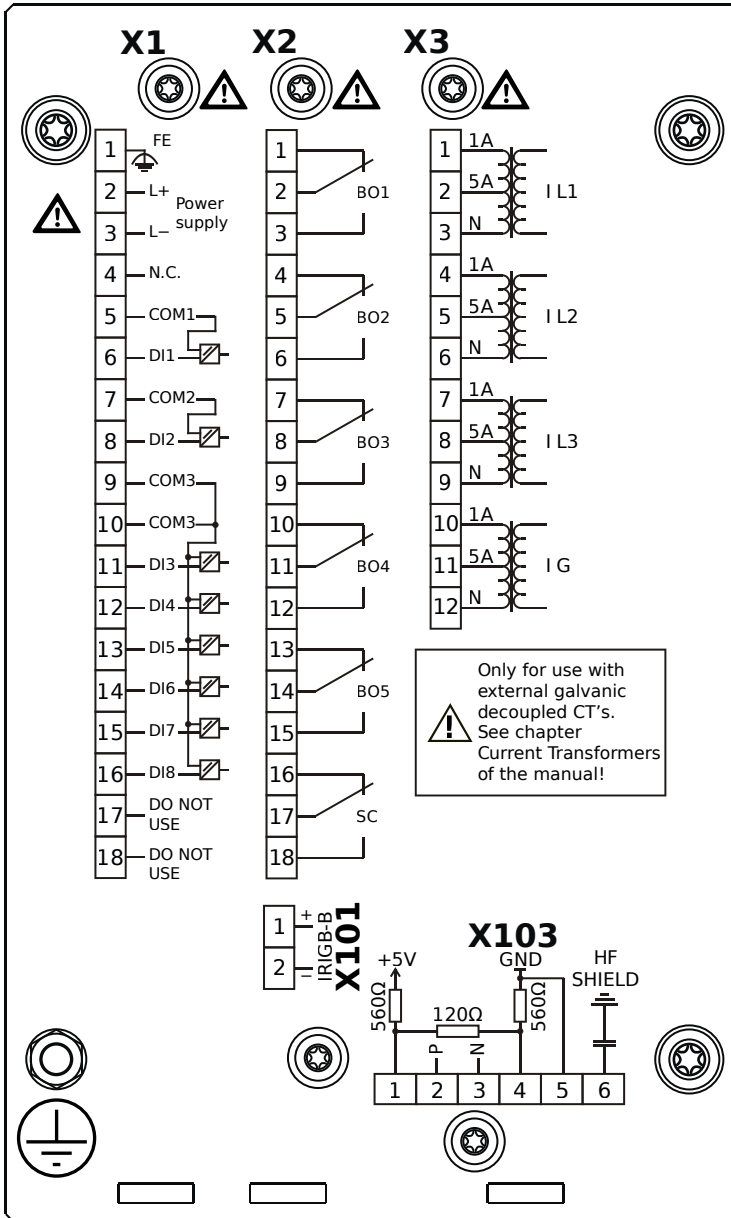 X1 X2 X3
1 FE
2 L+
Power
supply
3 L−
4 N.C.
5 COM1
6 DI1
7 COM2
8 DI2
9 COM3
10 COM3
11 DI3
12 DI4
13 DI5
14 DI6
15 DI7
16 DI8
17 DO NOT
USE
18 DO NOT
USE
1
2 BO1
3
4
5 BO2
6
7
8 BO3
9
10
11 BO4
12
13
14 BO5
15
16
17 SC
18
1 1A
2 5A I L1
3 N
4 1A
5 5A I L2
6 N
7 1A
8 5A I L3
9 N
10 1A
11 5A I G
12 N
Only for use with
external galvanic
decoupled CT's.
See chapter
Current Transformers
of the manual!
1 +
2 −
IRIGB-B
X101
X103
+5V GND HF
SHIELD
560Ω 120Ω 560Ω
P N
1 2 3 4 5 6